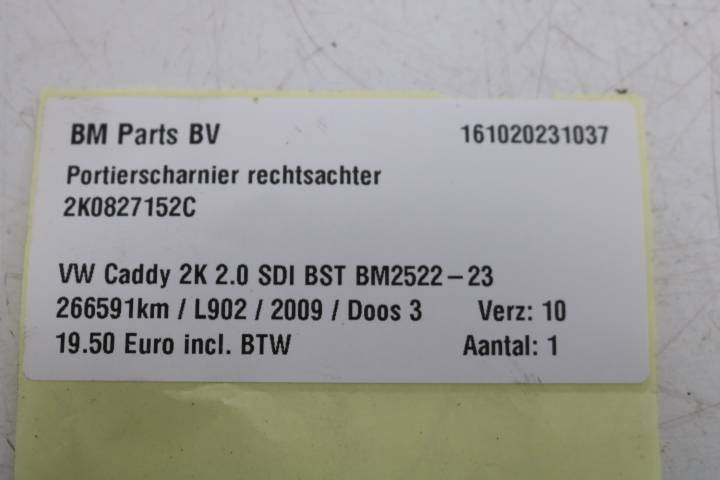 BM Parts BV 161020231037
Portierscharnier rechtsachter
2K0827152C
VW Caddy 2K 2.0 SDI BST BM2522-23
266591km / L902 / 2009 / Doos 3 Verz: 10
19.50 Euro incl. BTW Aantal: 1